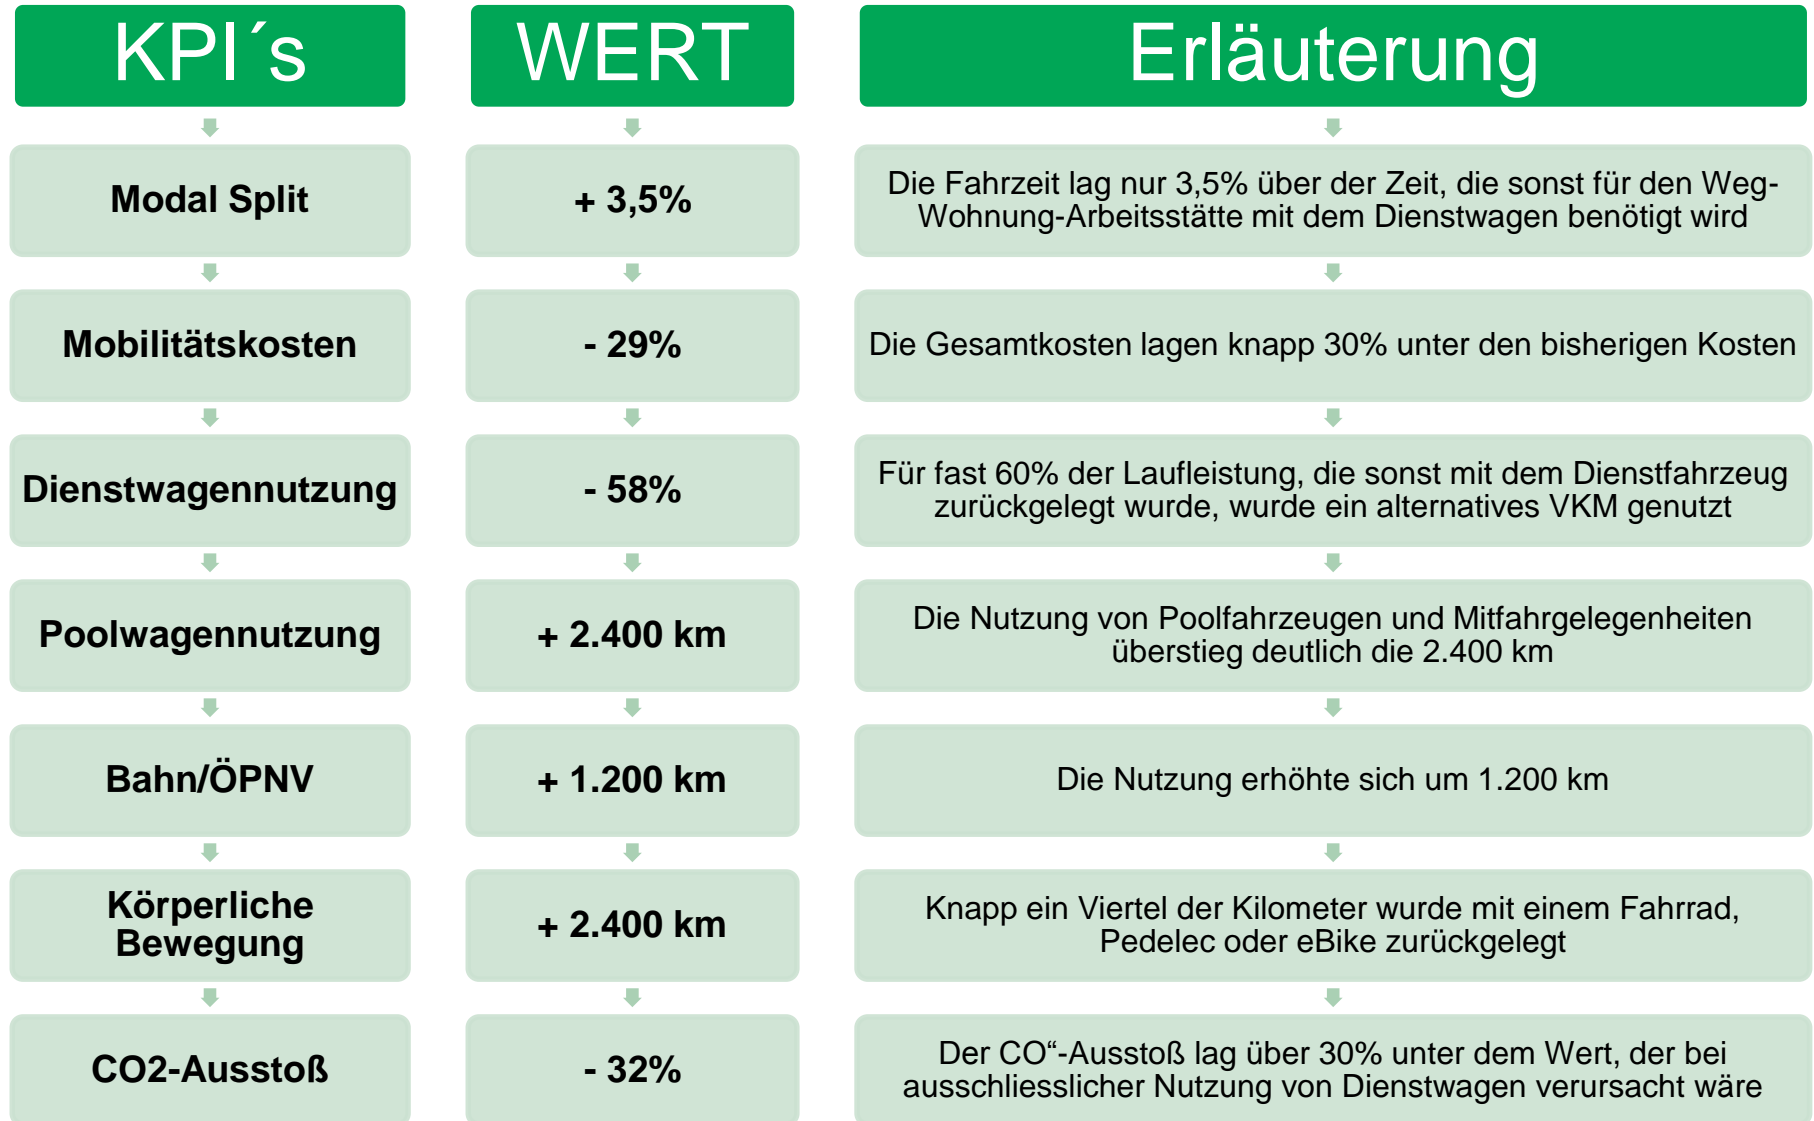 KPI´s
WERT
Erläuterung
Modal Split
+ 3,5%
Die Fahrzeit lag nur 3,5% über der Zeit, die sonst für den Weg-
Wohnung-Arbeitsstätte mit dem Dienstwagen benötigt wird
Mobilitätskosten
- 29%
Die Gesamtkosten lagen knapp 30% unter den bisherigen Kosten
Dienstwagennutzung
- 58%
Für fast 60% der Laufleistung, die sonst mit dem Dienstfahrzeug
zurückgelegt wurde, wurde ein alternatives VKM genutzt
Poolwagennutzung
+ 2.400 km
Die Nutzung von Poolfahrzeugen und Mitfahrgelegenheiten
überstieg deutlich die 2.400 km
Bahn/ÖPNV
+ 1.200 km
Die Nutzung erhöhte sich um 1.200 km
Körperliche
Bewegung
+ 2.400 km
Knapp ein Viertel der Kilometer wurde mit einem Fahrrad,
Pedelec oder eBike zurückgelegt
CO2-Ausstoß
- 32%
Der CO“-Ausstoß lag über 30% unter dem Wert, der bei
ausschliesslicher Nutzung von Dienstwagen verursacht wäre